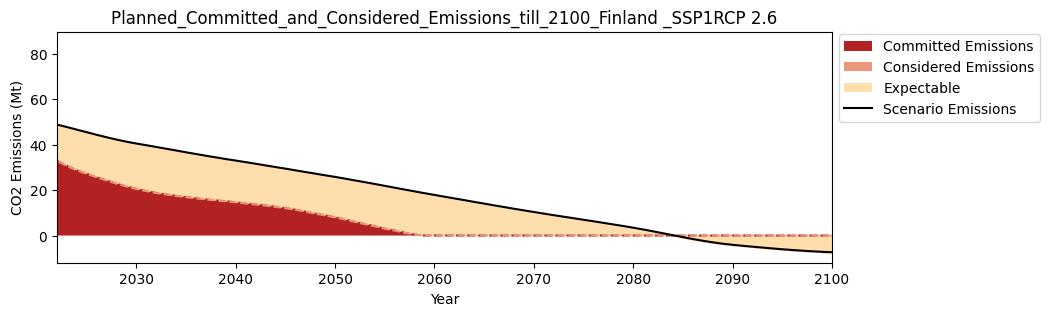 Planned_Committed_and_Considered_Emissions_till_2100_Finland _SSP1RCP 2.6
CO2 Emissions (Mt)
80
60
40
20
0
2030 2040 2050 2060 2070 2080 2090 2100
Year
Committed Emissions
Considered Emissions
Expectable
Scenario Emissions